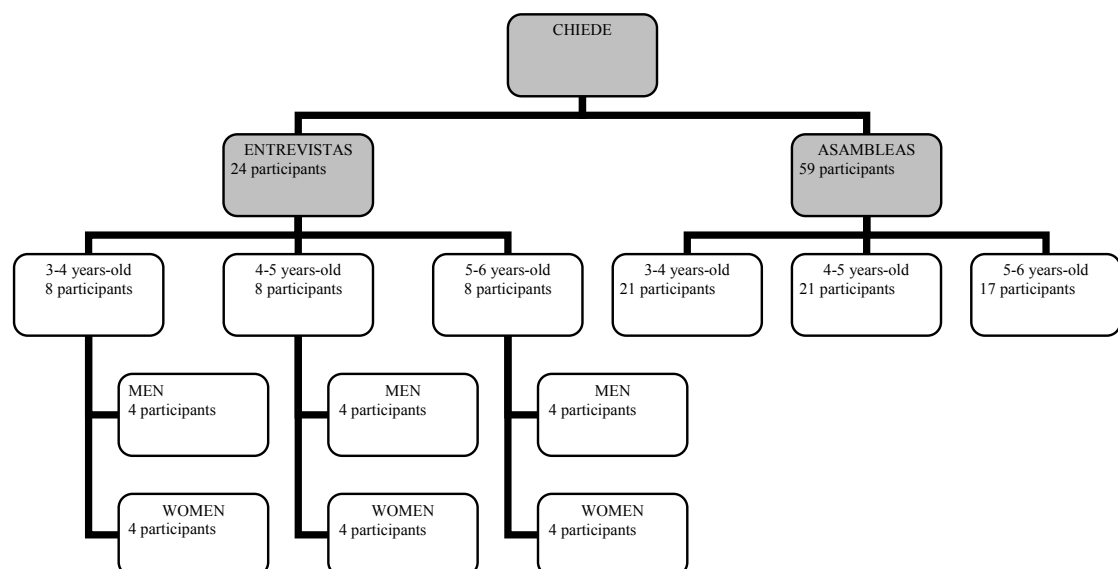 CHIEDE
ENTREVISTAS
24 participants
ASAMBLEAS
59 participants
3-4 years-old
8 participants
4-5 years-old
8 participants
5-6 years-old
8 participants
3-4 years-old
21 participants
4-5 years-old
21 participants
5-6 years-old
17 participants
MEN
4 participants
MEN
4 participants
MEN
4 participants
WOMEN
4 participants
WOMEN
4 participants
WOMEN
4 participants